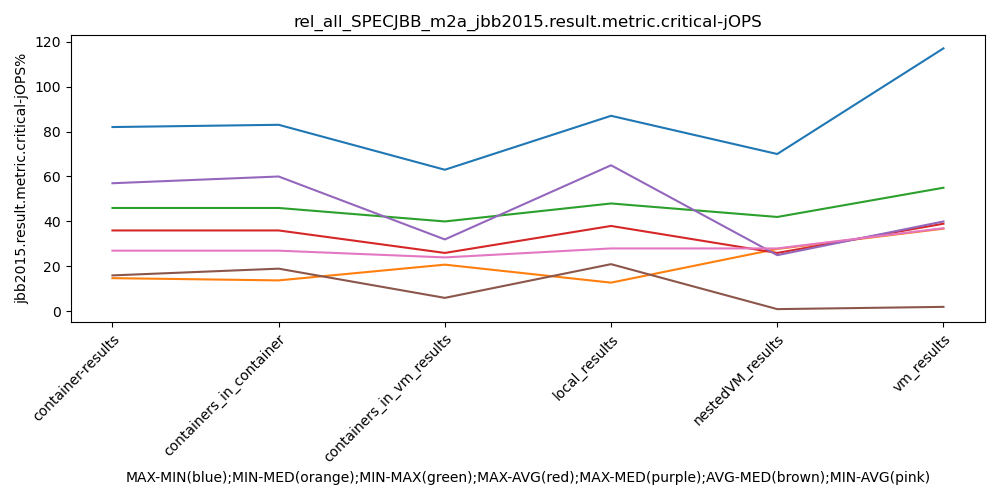 rel_all_SPECJBB_m2a_jbb2015.result.metric.critical-jOPS
jbb2015.result.metric.critical-jOPS%
120
100
80
60
40
20
0
container-results
containers_in_container
containers_in_vm_results
local_results
nestedVM_results
vm_results
MAX-MIN(blue);MIN-MED(orange);MIN-MAX(green);MAX-AVG(red);MAX-MED(purple);AVG-MED(brown);MIN-AVG(pink)